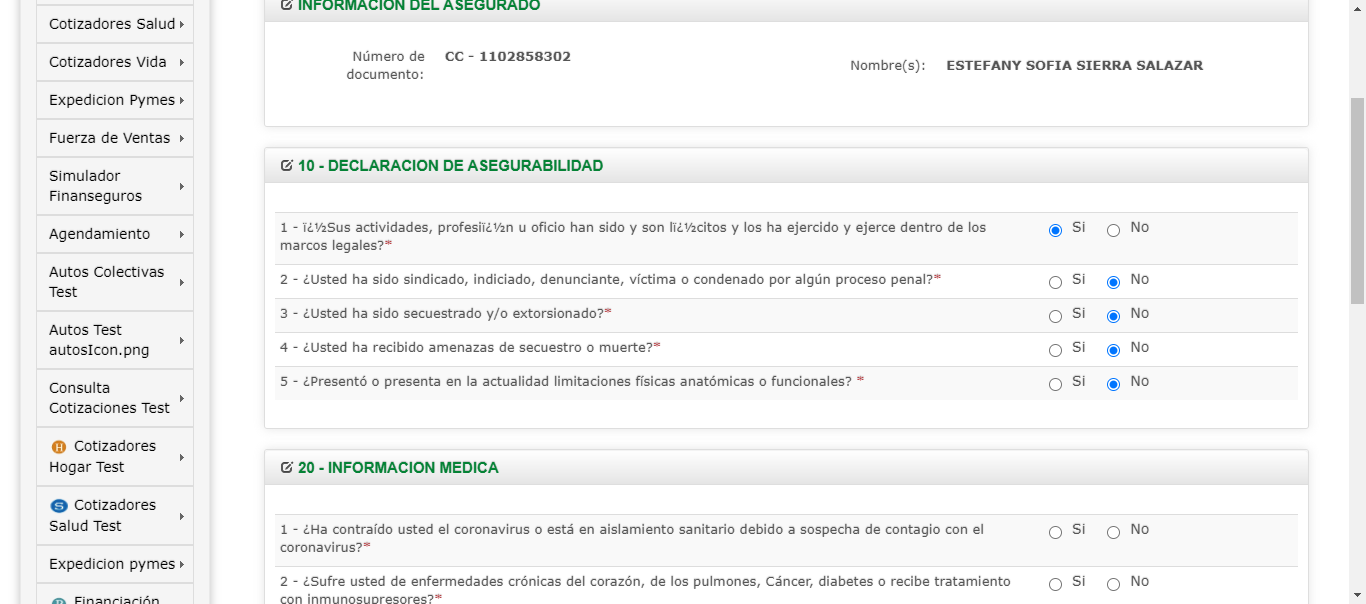 Cotizadores Salud
Cotizadores Vida
Expedicion Pymes
Fuerza de Ventas
Simulador
Finanseguros
Agendamiento
Autos Colectivas
Test
Autos Test
autosIcon.png
Consulta
Cotizaciones Test
H Cotizadores
Hogar Test
S Cotizadores
Salud Test
Expedicion pymes
Financiación
INFORMACION DEL ASEGURADO
Número de
documento:
CC - 1102858302
Nombre(s): ESTEFANY SOFIA SIERRA SALAZAR
10 - DECLARACION DE ASEGURABILIDAD
1 - ï¿½Sus actividades, profesiï¿½n u oficio han sido y son lï¿½citos y los ha ejercido y ejerce dentro de los
marcos legales?* Si No
2 - ¿Usted ha sido sindicado, indiciado, denunciante, víctima o condenado por algún proceso penal?* Si No
3 - ¿Usted ha sido secuestrado y/o extorsionado?* Si No
4 - ¿Usted ha recibido amenazas de secuestro o muerte?* Si No
5 - ¿Presentó o presenta en la actualidad limitaciones físicas anatómicas o funcionales? * Si No
20 - INFORMACION MEDICA
1 - ¿Ha contraído usted el coronavirus o está en aislamiento sanitario debido a sospecha de contagio con el
coronavirus?* Si No
2 - ¿Sufre usted de enfermedades crónicas del corazón, de los pulmones, Cáncer, diabetes o recibe tratamiento
con inmunosupresores?* Si No